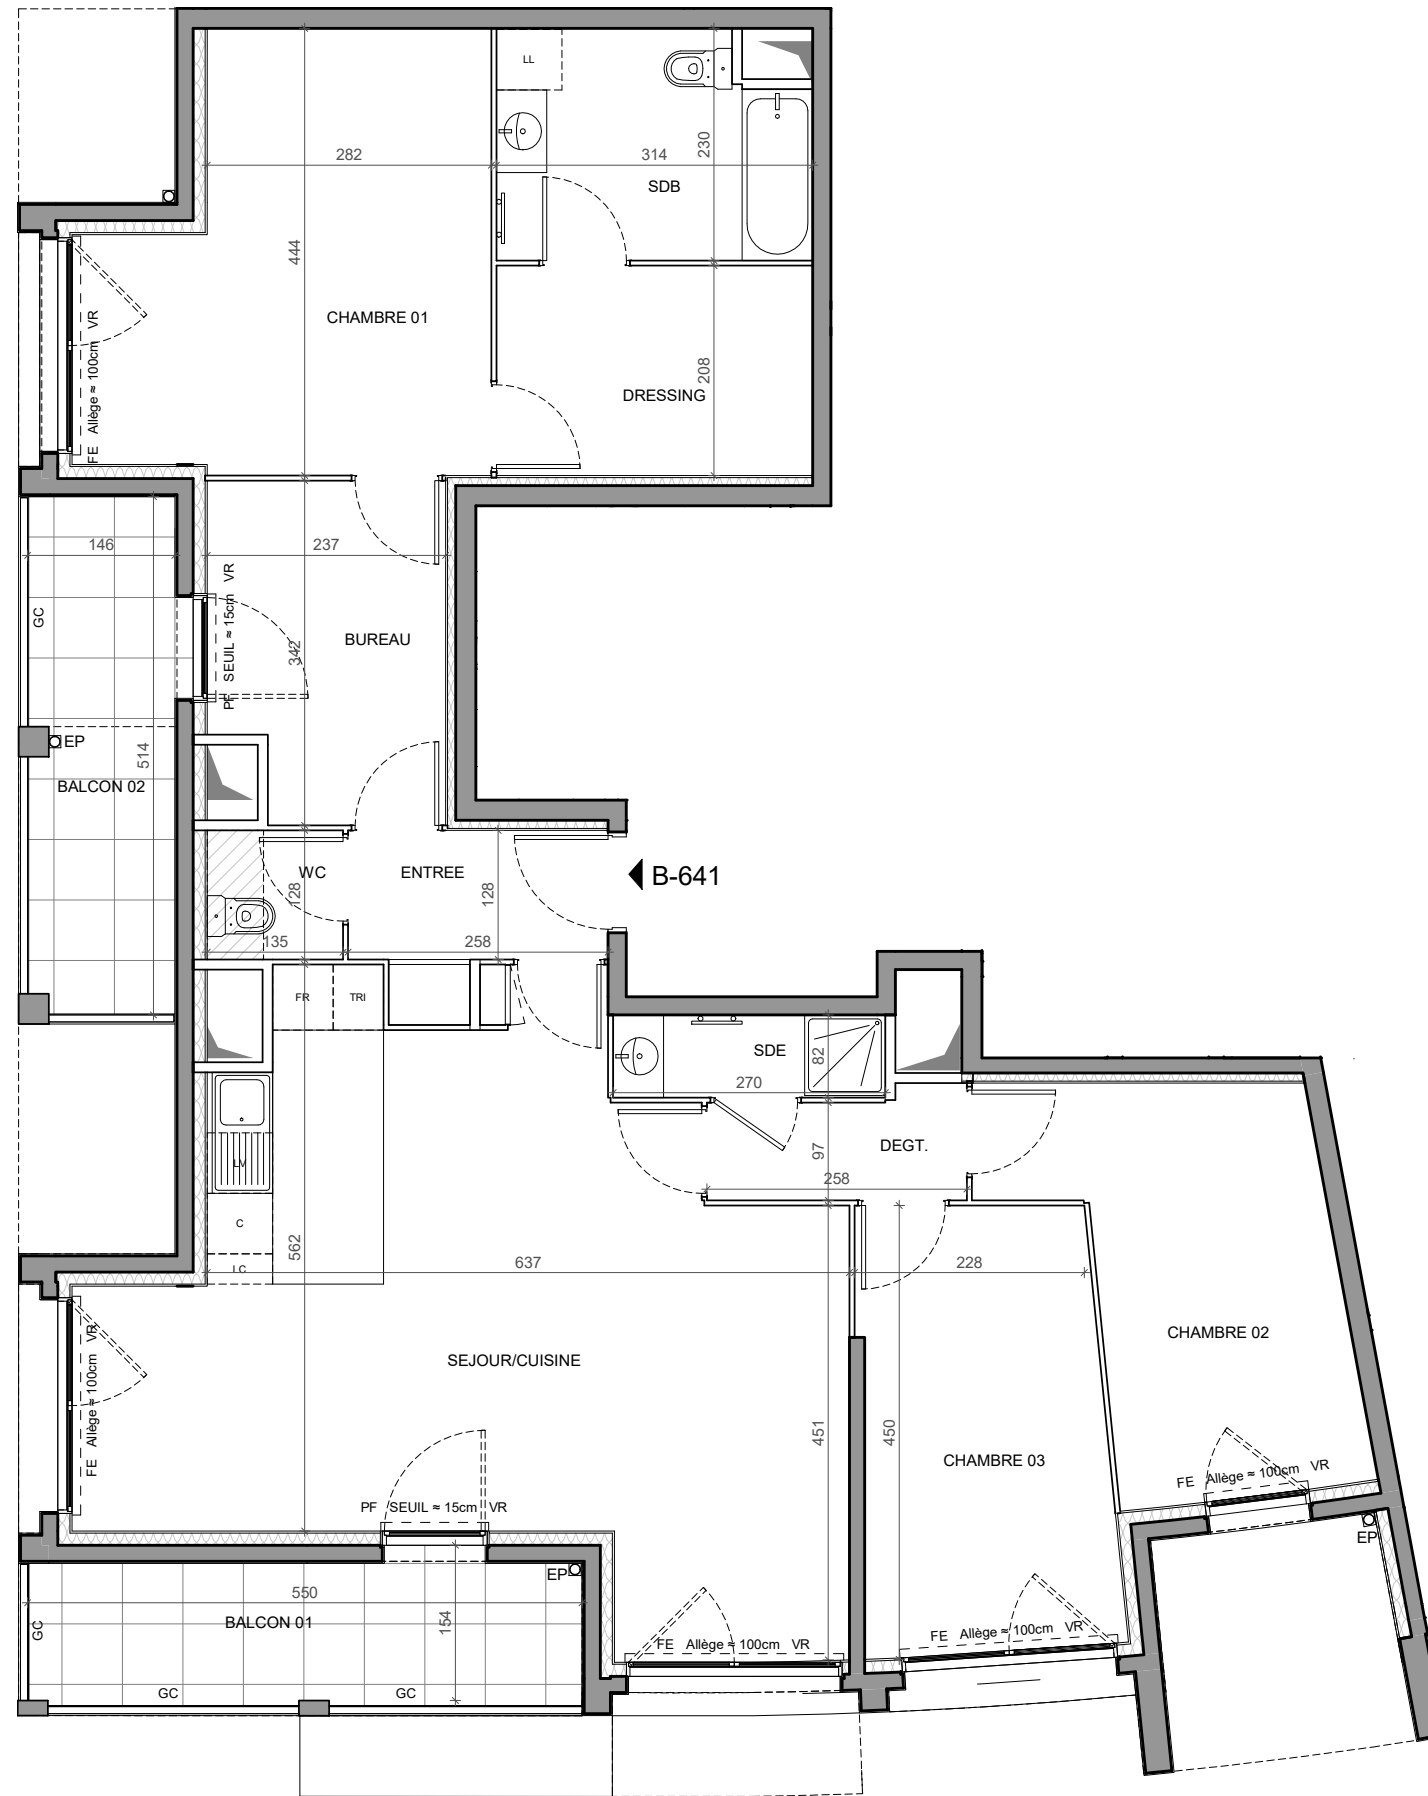 LL
282
314
230
SDB
444
CHAMBRE 01
FE Allège ≈ 100cm VR
DRESSING
208
146
237
GC
PF SEUIL ≈ 15cm VR
BUREAU
342
EP
514
BALCON 02
WC
ENTREE
B-641
128
128
135
258
FR
TRI
SDE
82
270
DEGT.
97
258
LV
C
LC
562
637
228
CHAMBRE 02
SEJOUR/CUISINE
FE Allège ≈ 100cm VR
451
450
CHAMBRE 03
FE Allège ≈ 100cm VR
PF SEUIL ≈ 15cm VR
EP
EP
550
BALCON 01
154
GC
FE Allège ≈ 100cm VR
FE Allège ≈ 100cm VR
GC
GC